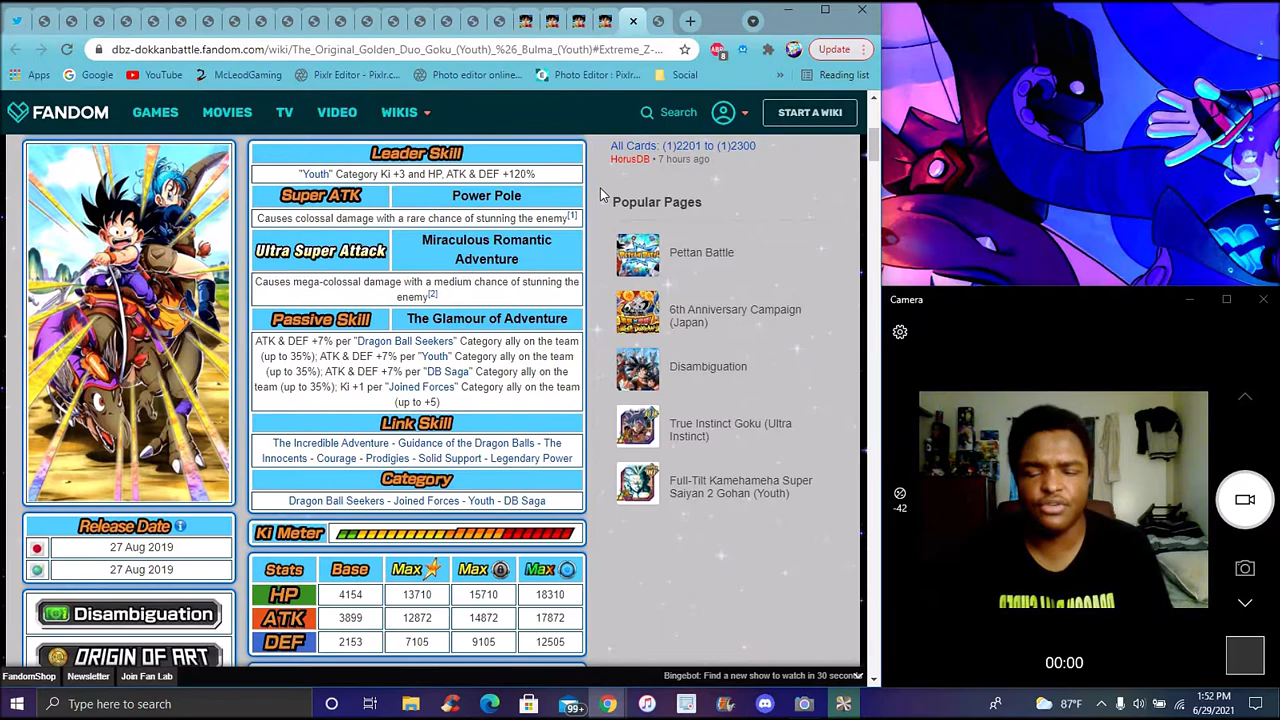 dbz-dokkanbattle.fandom.com/wiki/The_Original_Golden_Duo_Goku_(Youth)_%26_Bulma_(Youth)#Extreme_Z-...
8
Update
Apps
Google
YouTube
McLeodGaming
Pixlr Editor - Pixlr.c...
Photo editor online...
Photo Editor : Pixlr...
Social
»
Reading list
FANDOM
GAMES
MOVIES
TV
VIDEO
WIKIS
Search
START A WIKI
Leader Skill
"Youth" Category Ki +3 and HP, ATK & DEF +120%
Super ATK
Power Pole
Causes colossal damage with a rare chance of stunning the enemy[1]
Ultra Super Attack
Miraculous Romantic
Adventure
Causes mega-colossal damage with a medium chance of stunning the
enemy[2]
Passive Skill
The Glamour of Adventure
ATK & DEF +7% per "Dragon Ball Seekers" Category ally on the
team (up to 35%); ATK & DEF +7% per "Youth" Category ally on the team
(up to 35%); ATK & DEF +7% per "DB Saga" Category ally on the
team (up to 35%); Ki +1 per "Joined Forces" Category ally on the team
(up to +5)
Link Skill
The Incredible Adventure - Guidance of the Dragon Balls - The
Innocents - Courage - Prodigies - Solid Support - Legendary Power
Category
Dragon Ball Seekers - Joined Forces - Youth - DB Saga
Ki Meter
Release Date
27 Aug 2019
27 Aug 2019
Stats Base Max Max Max
HP 4154 13710 15710 18310
ATK 3899 12872 14872 17872
DEF 2153 7105 9105 12505
Disambiguation
ORIGIN OF ART
All Cards: (1)2201 to (1)2300
HorusDB • 7 hours ago
Popular Pages
Pettan Battle
6th Anniversary Campaign
(Japan)
Disambiguation
True Instinct Goku (Ultra
Instinct)
Full-Tilt Kamehameha Super
Saiyan 2 Gohan (Youth)
FandomShop
Newsletter
Join Fan Lab
Bingebot: Find a new show to watch in 30 seconds
Camera
-42
00:00
Type here to search
99+
87°F
1:52 PM
6/29/2021